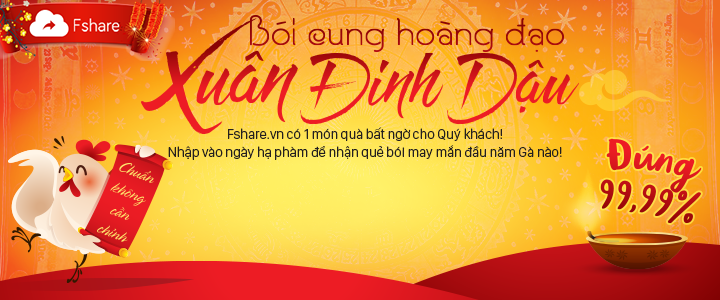 Fshare
Bói cung hoàng đạo
Xuân Đinh Dậu
Fshare.vn có 1 món quà bất ngờ cho Quý khách!
Nhập vào ngày hạ phàm để nhận quẻ bói may mắn đầu năm Gà nào!
Chuẩn
không
cần
chỉnh
Đúng
99,99%